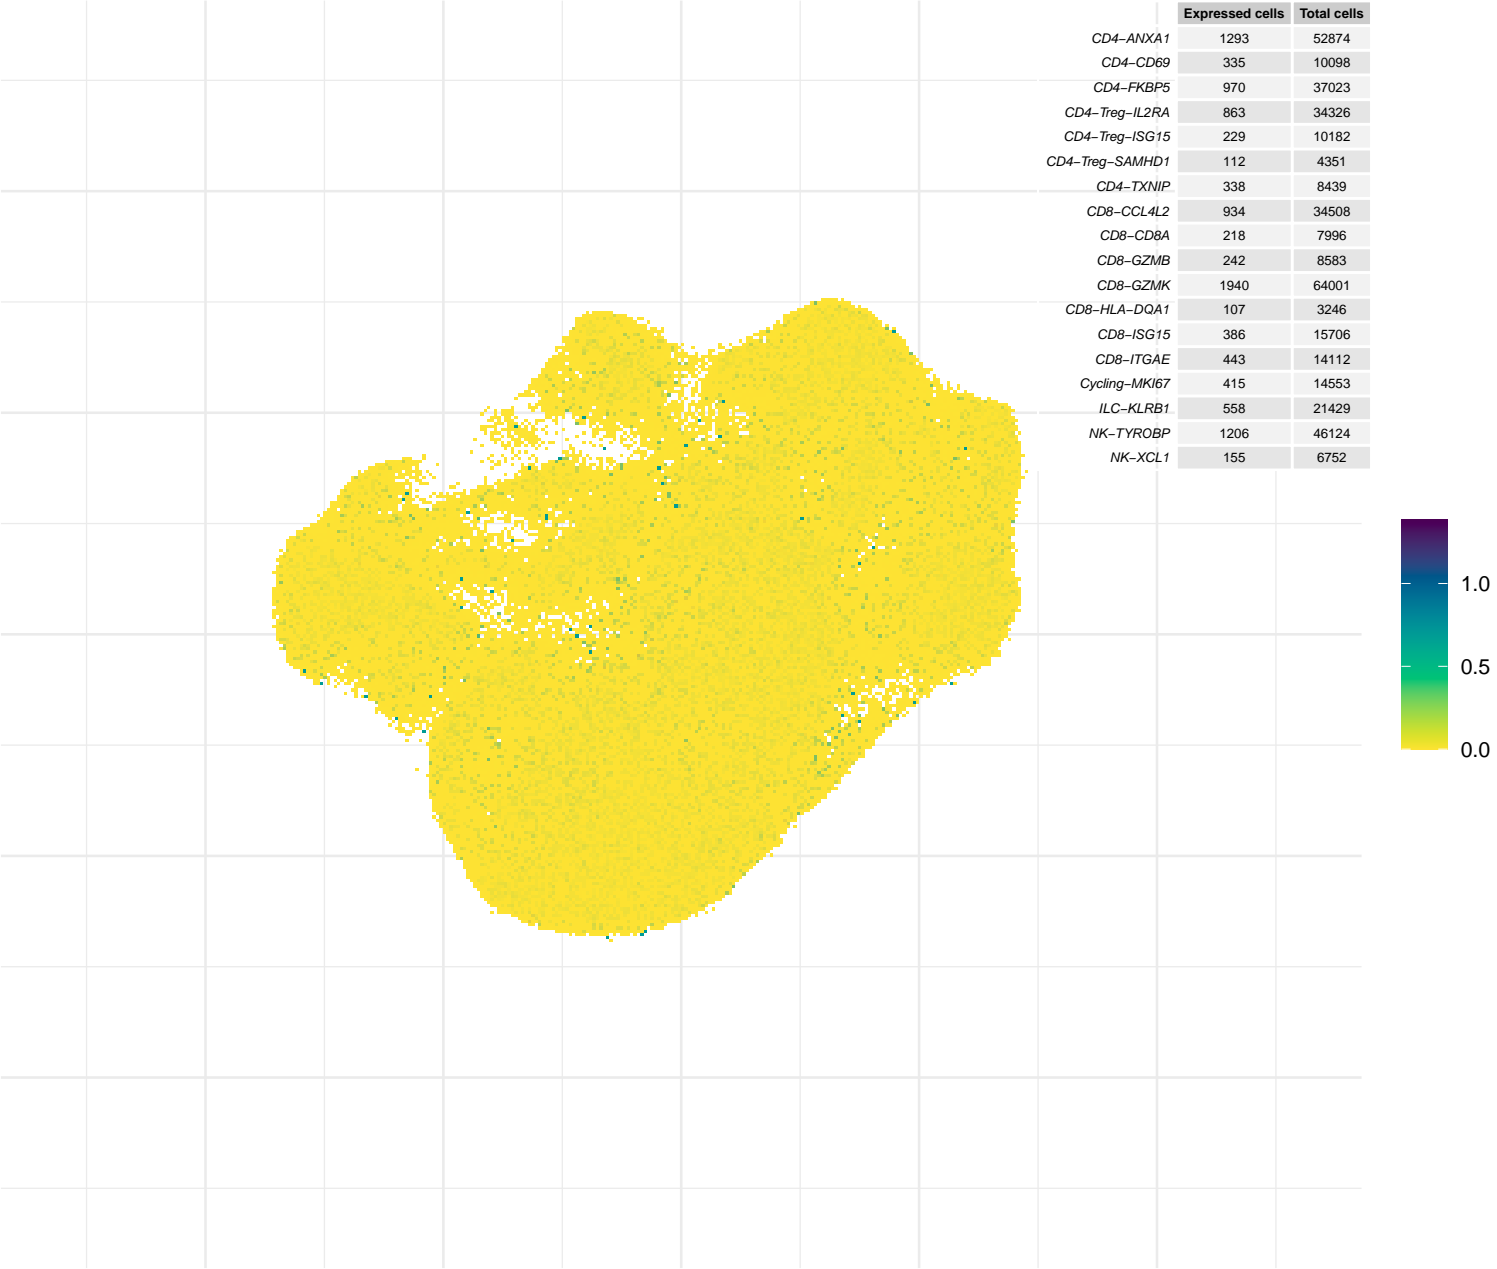 Expressed cells Total cells
CD4−ANXA1 1293 52874
CD4−CD69 335 10098
CD4−FKBP5 970 37023
CD4−Treg−IL2RA 863 34326
CD4−Treg−ISG15 229 10182
CD4−Treg−SAMHD1 112 4351
CD4−TXNIP 338 8439
CD8−CCL4L2 934 34508
CD8−CD8A 218 7996
CD8−GZMB 242 8583
CD8−GZMK 1940 64001
CD8−HLA−DQA1 107 3246
CD8−ISG15 386 15706
CD8−ITGAE 443 14112
Cycling−MKI67 415 14553
ILC−KLRB1 558 21429
NK−TYROBP 1206 46124
NK−XCL1 155 6752
1.0
0.5
0.0